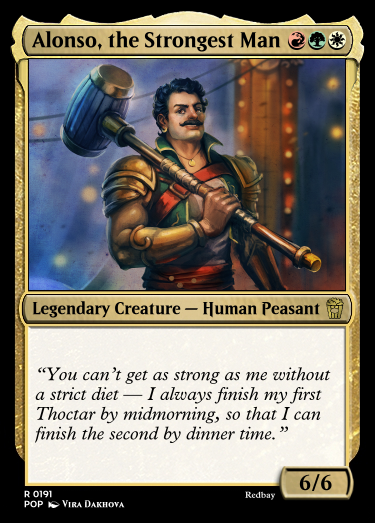 Alonso, the Strongest Man
Legendary Creature — Human Peasant
“You can’t get as strong as me without
a strict diet — I always finish my first
Thoctar by midmorning, so that I can
finish the second by dinner time.”
6/6
R 0191
POP Vira Dakhova
Redbay